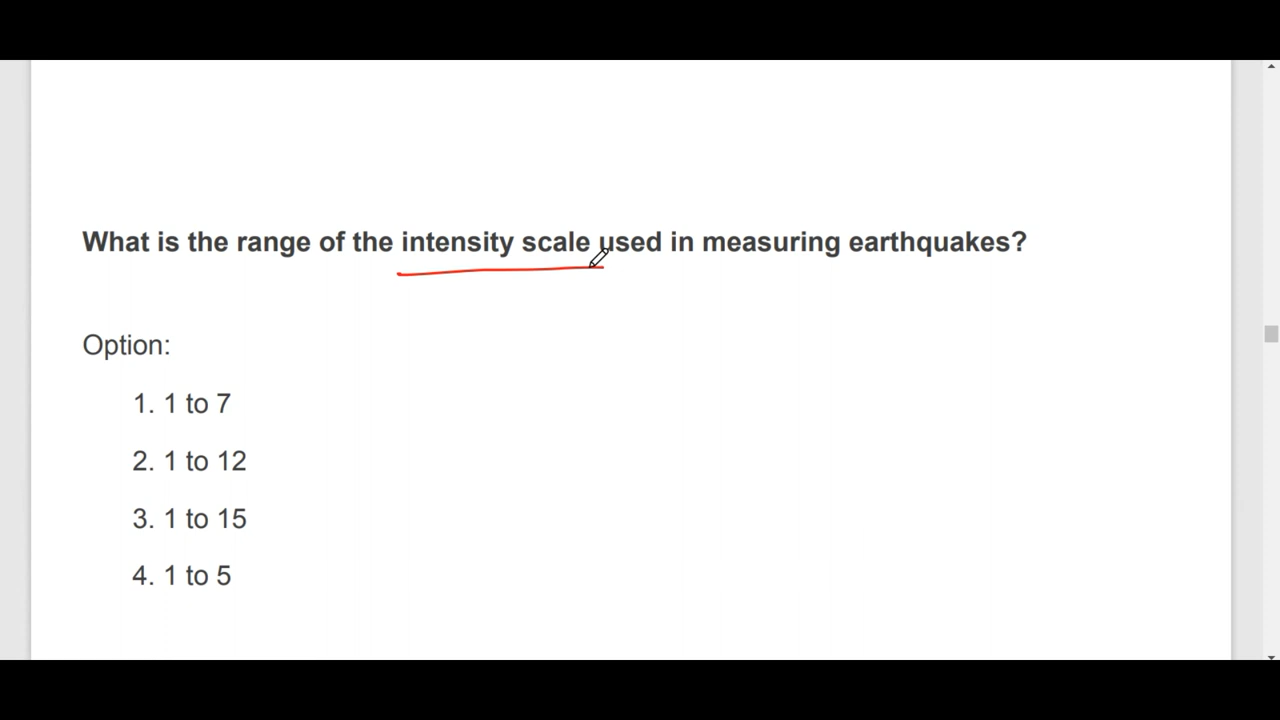 What is the range of the intensity scale used in measuring earthquakes?
Option:
1. 1 to 7
2. 1 to 12
3. 1 to 15
4. 1 to 5